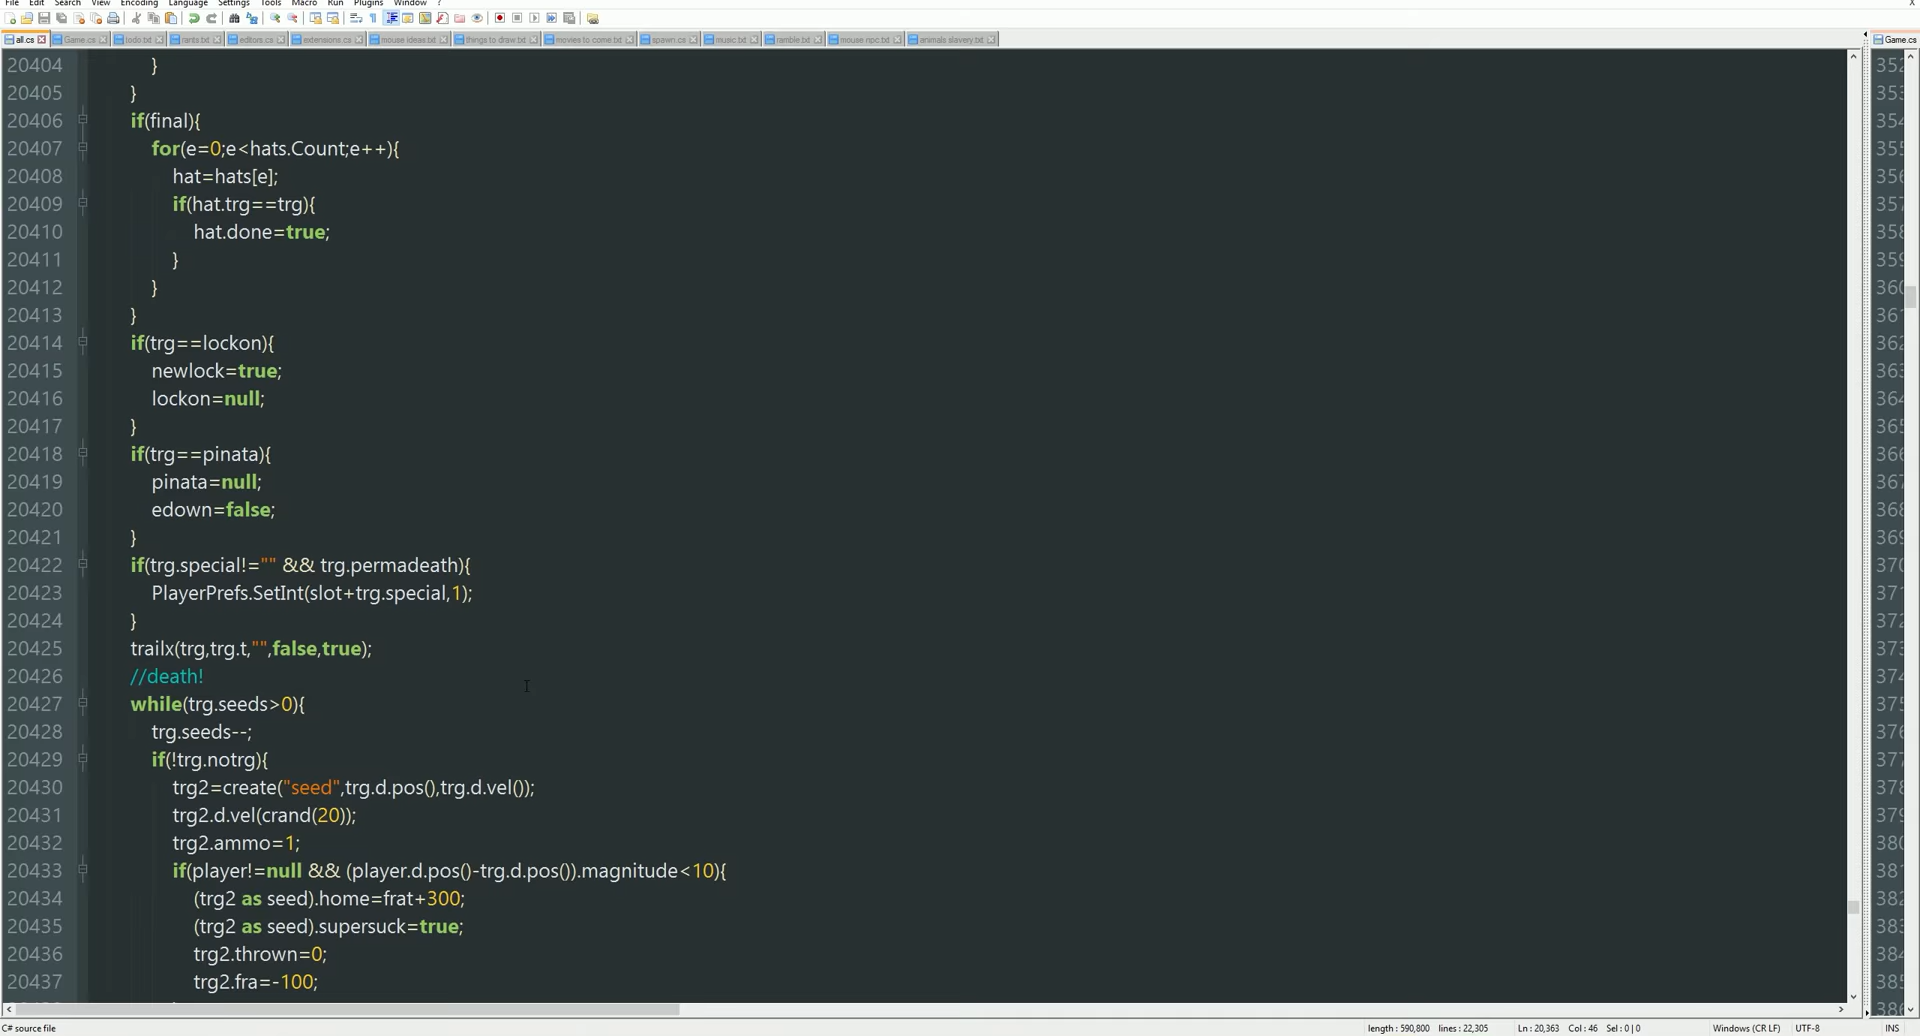 File Edit Search View Encoding Language Settings Tools Macro Run Plugins Window ? X
all.cs Game.cs todo.txt rants.txt editors.cs extensions.cs mouse ideas.txt things to draw.txt movies to come.txt spawn.cs music.txt ramble.txt mouse npc.txt animals slavery.txt Game.cs
20404 }
20405 }
20406 if(final){
20407 for(e=0;e<hats.Count;e++){
20408 hat=hats[e];
20409 if(hat.trg==trg){
20410 hat.done=true;
20411 }
20412 }
20413 }
20414 if(trg==lockon){
20415 newlock=true;
20416 lockon=null;
20417 }
20418 if(trg==pinata){
20419 pinata=null;
20420 edown=false;
20421 }
20422 if(trg.special!="" && trg.permadeath){
20423 PlayerPrefs.SetInt(slot+trg.special,1);
20424 }
20425 trailx(trg,trg.t,"",false,true);
20426 //death!
20427 while(trg.seeds>0){
20428 trg.seeds--;
20429 if(!trg.notrg){
20430 trg2=create("seed",trg.d.pos(),trg.d.vel());
20431 trg2.d.vel(crand(20));
20432 trg2.ammo=1;
20433 if(player!=null && (player.d.pos()-trg.d.pos()).magnitude<10){
20434 (trg2 as seed).home=frat+300;
20435 (trg2 as seed).supersuck=true;
20436 trg2.thrown=0;
20437 trg2.fra=-100;
C# source file length : 590,800 lines : 22,305 Ln : 20,363 Col : 46 Sel : 0 | 0 Windows (CR LF) UTF-8 INS